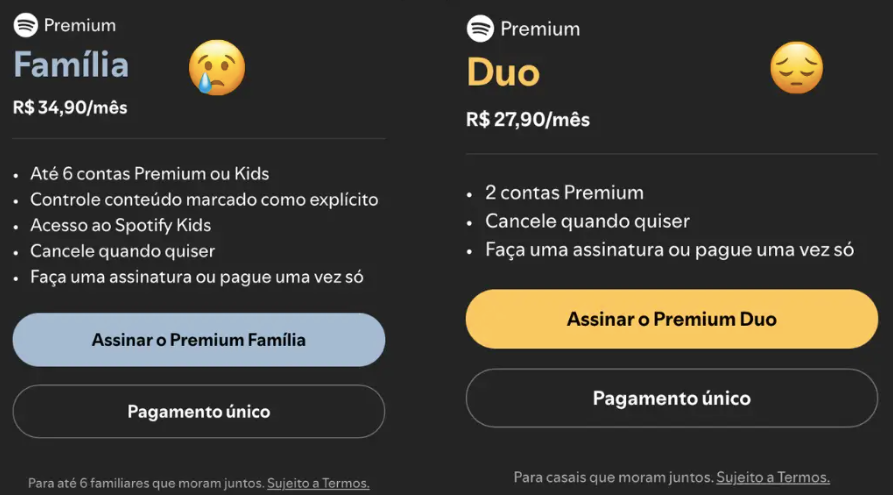 Premium
Família
R$ 34,90/mês
Até 6 contas Premium ou Kids
Controle conteúdo marcado como explícito
Acesso ao Spotify Kids
Cancele quando quiser
Faça uma assinatura ou pague uma vez só
Assinar o Premium Família
Pagamento único
Para até 6 familiares que moram juntos. Sujeito a Termos.
Premium
Duo
R$ 27,90/mês
2 contas Premium
Cancele quando quiser
Faça uma assinatura ou pague uma vez só
Assinar o Premium Duo
Pagamento único
Para casais que moram juntos. Sujeito a Termos.